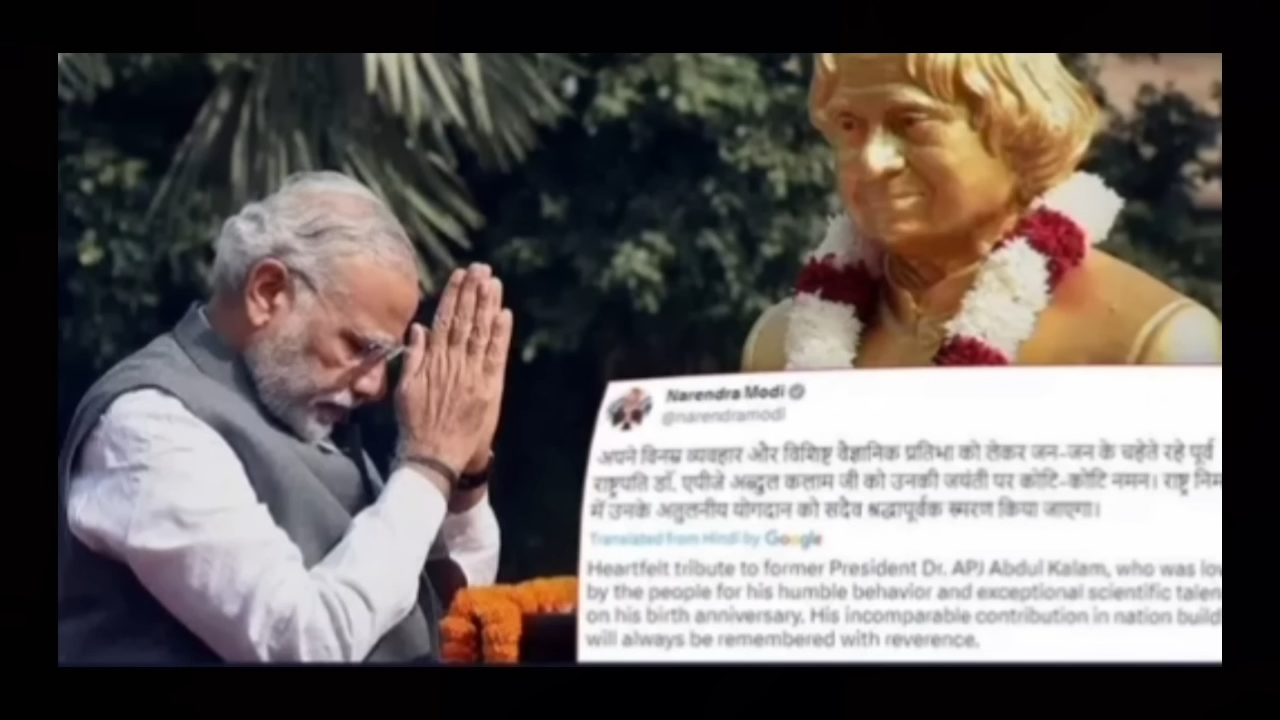 Narendra Modi
@narendramodi
अपने विनम्र व्यवहार और विशिष्ट वैज्ञानिक प्रतिभा को लेकर जन-जन के चहेते रहे पूर्व
राष्ट्रपति डॉ. एपीजे अब्दुल कलाम जी को उनकी जयंती पर कोटि-कोटि नमन। राष्ट्र
में उनके अतुलनीय योगदान को सदैव श्रद्धापूर्वक स्मरण किया जाएगा।
Translated from Hindi by Google
Heartfelt tribute to former President Dr. APJ Abdul Kalam, who was
by the people for his humble behavior and exceptional scientific
on his birth anniversary. His incomparable contribution in nation
will always be remembered with reverence.